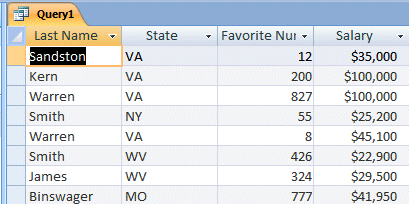 Query1
Last Name State Favorite Nur Salary
Sandston VA 12 $35,000
Kern VA 200 $100,000
Warren VA 827 $100,000
Smith NY 55 $25,200
Warren VA 8 $45,100
Smith WV 426 $22,900
James WV 324 $29,500
Binswager MO 777 $41,950